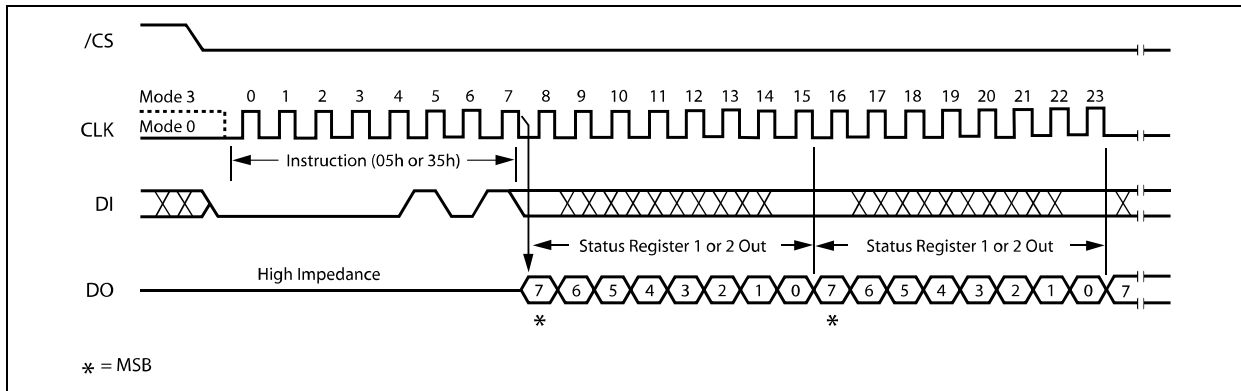 /CS
Mode 3
0 1 2 3 4 5 6 7 8 9 10 11 12 13 14 15 16 17 18 19 20 21 22 23
CLK
Mode 0
Instruction (05h or 35h)
DI
Status Register 1 or 2 Out
Status Register 1 or 2 Out
High Impedance
DO
7 6 5 4 3 2 1 0 7 6 5 4 3 2 1 0 7
* *
* = MSB